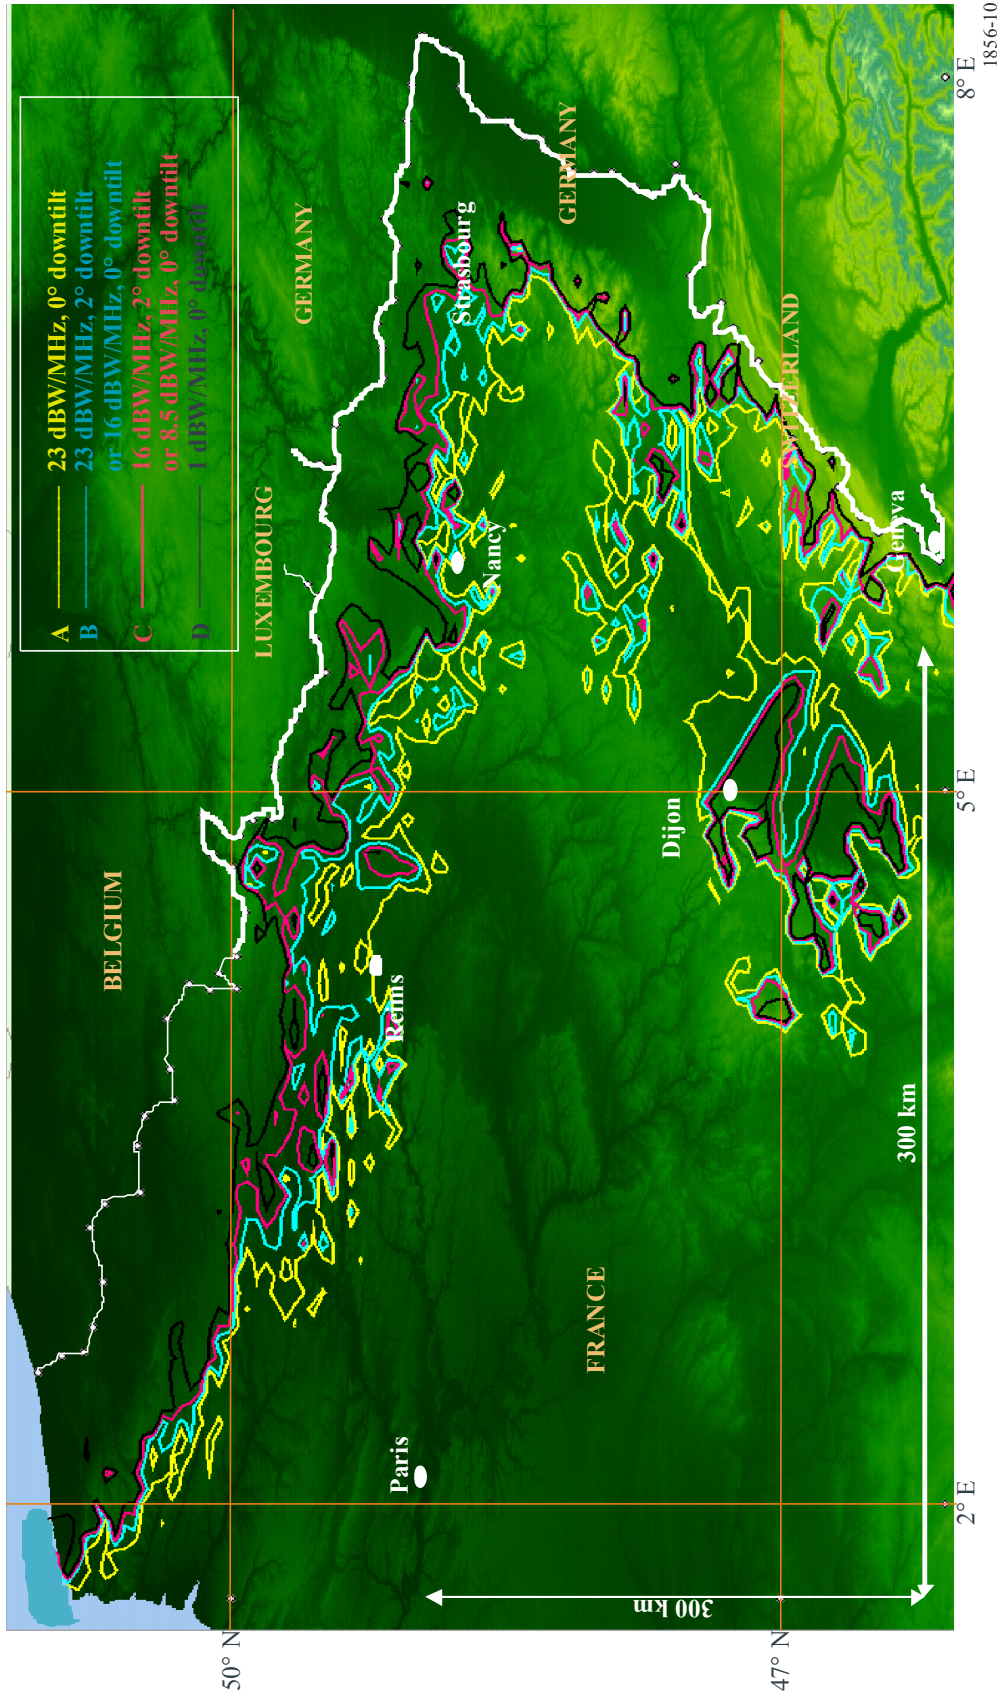 A 23 dBW/MHz, 0° downtilt
B 23 dBW/MHz, 2° downtilt
or 16 dBW/MHz, 0° downtilt
C 16 dBW/MHz, 2° downtilt
or 8.5 dBW/MHz, 0° downtilt
D 1 dBW/MHz, 0° downtilt
BELGIUM
LUXEMBOURG
GERMANY
50° N
Reims
Paris
Nancy
Strasbourg
GERMANY
FRANCE
Dijon
300 km
SWITZERLAND
47° N
Geneva
300 km
2° E
5° E
8° E
1856-10